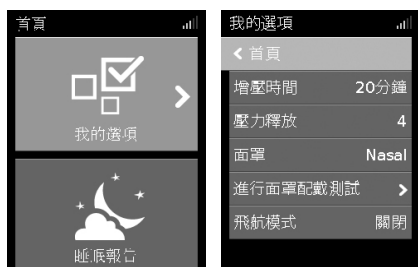 首頁
我的選項
睡眠報告
我的選項
首頁
增壓時間 20分鐘
壓力釋放 4
面罩 Nasal
進行面罩配戴測試
飛航模式 關閉